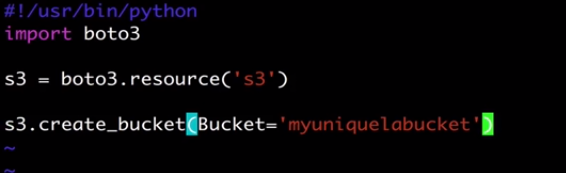 #!/usr/bin/python
import boto3
s3 = boto3.resource('s3')
s3.create_bucket(Bucket='myuniquelabucket')
~
~